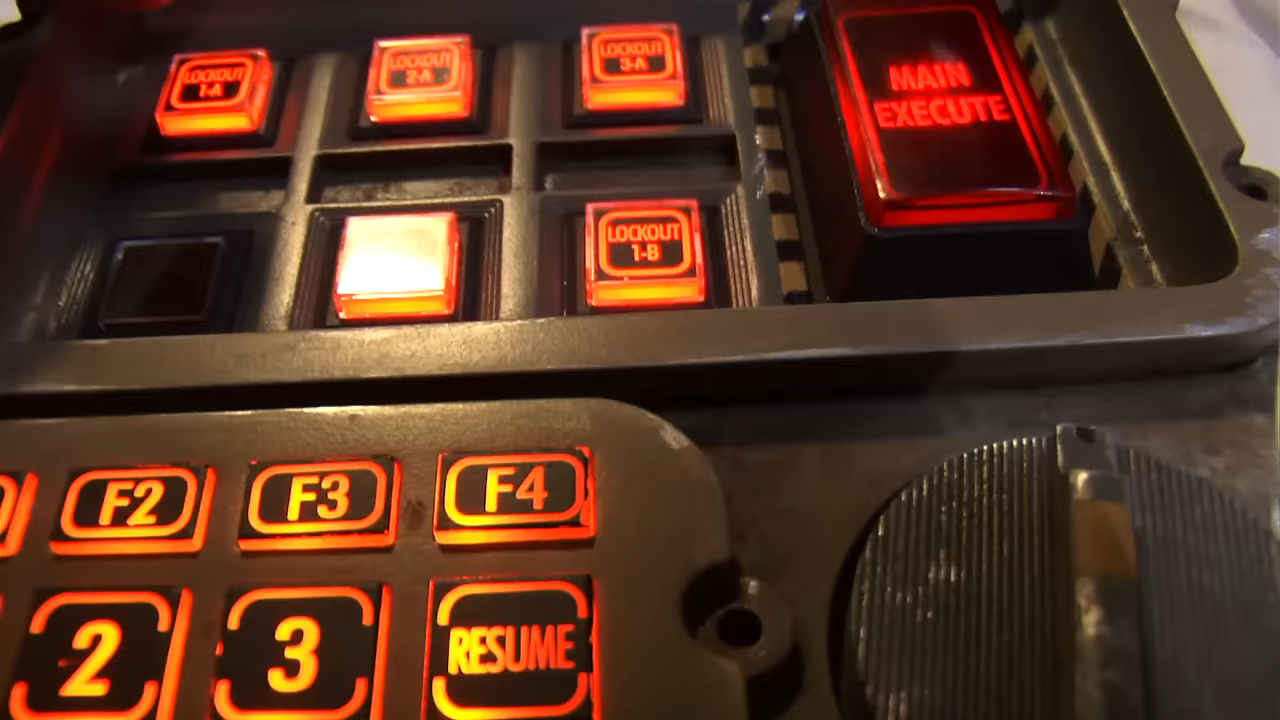 LOCKOUT
1-A
LOCKOUT
2-A
LOCKOUT
3-A
MAIN
EXECUTE
LOCKOUT
1-B
F2
F3
F4
2
3
RESUME